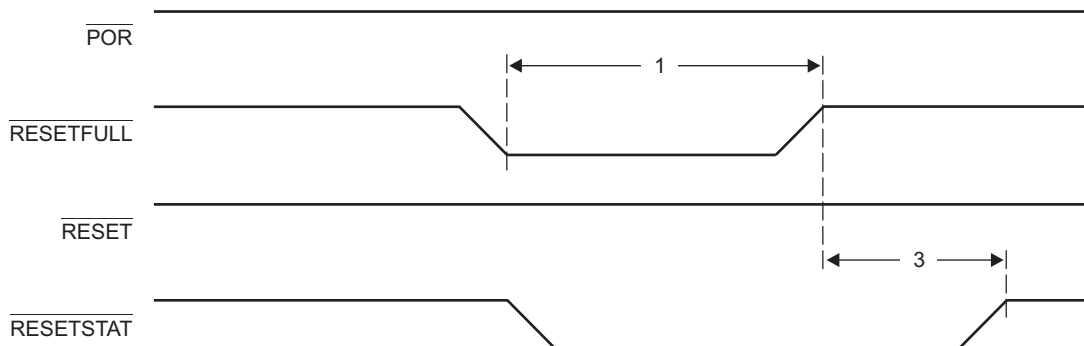 POR
1
RESETFULL
RESET
3
RESETSTAT